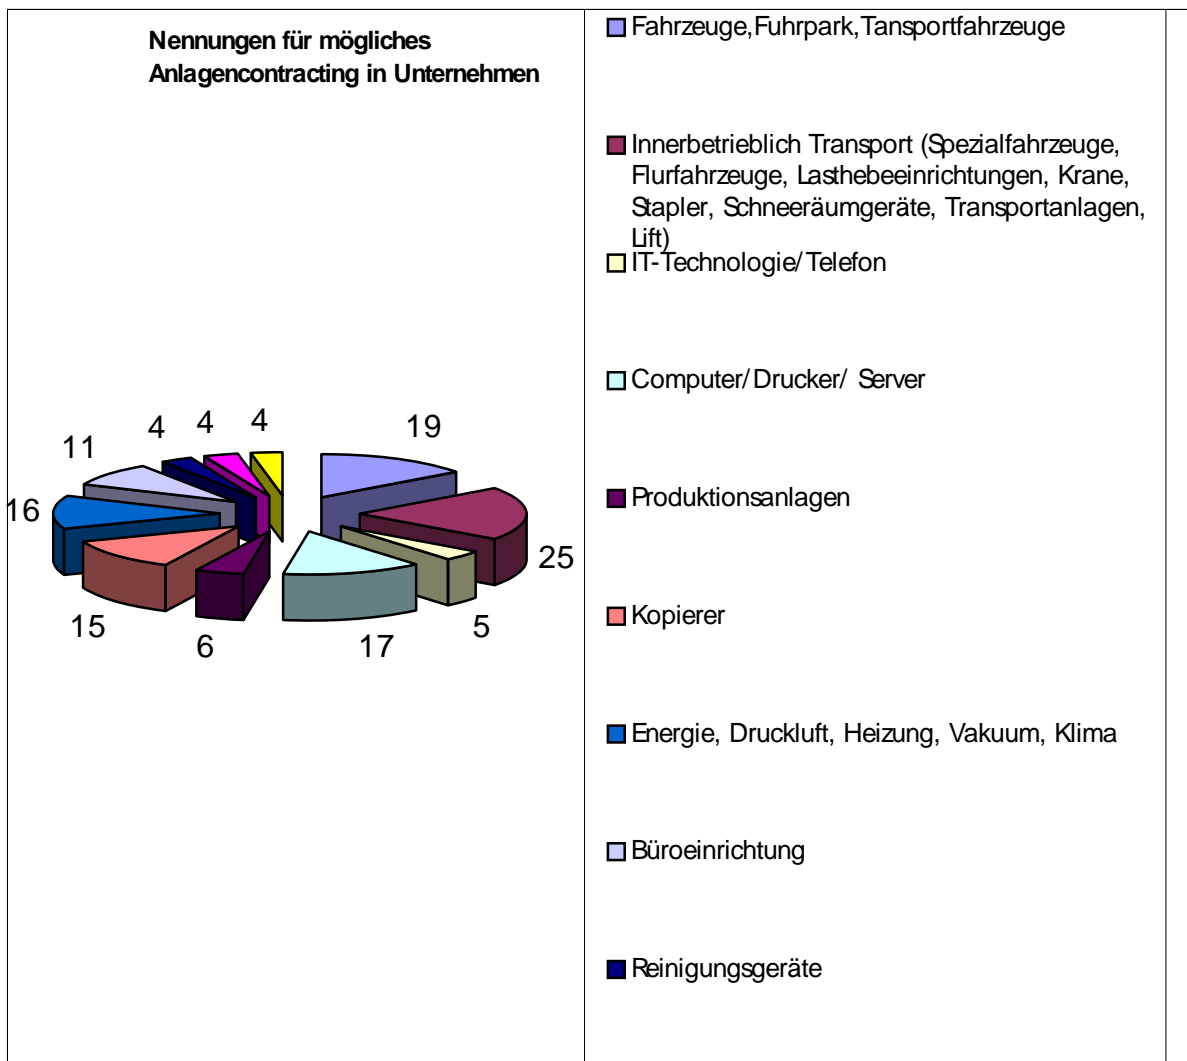 Nennungen für mögliches
Anlagencontracting in Unternehmen
19
25
5
17
6
15
16
11
4
4
4
Fahrzeuge,Fuhrpark,Tansportfahrzeuge
Innerbetrieblich Transport (Spezialfahrzeuge,
Flurfahrzeuge, Lasthebeeinrichtungen, Krane,
Stapler, Schneeräumgeräte, Transportanlagen,
Lift)
IT-Technologie/Telefon
Computer/Drucker/ Server
Produktionsanlagen
Kopierer
Energie, Druckluft, Heizung, Vakuum, Klima
Büroeinrichtung
Reinigungsgeräte